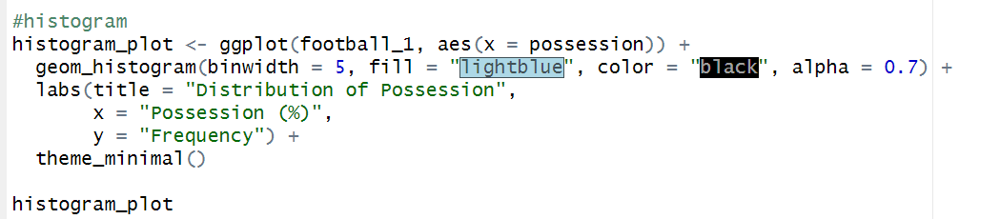 #histogram
histogram_plot <- ggplot(football_1, aes(x = possession)) +
  geom_histogram(binwidth = 5, fill = "lightblue", color = "black", alpha = 0.7) +
  labs(title = "Distribution of Possession",
       x = "Possession (%)",
       y = "Frequency") +
  theme_minimal()

histogram_plot